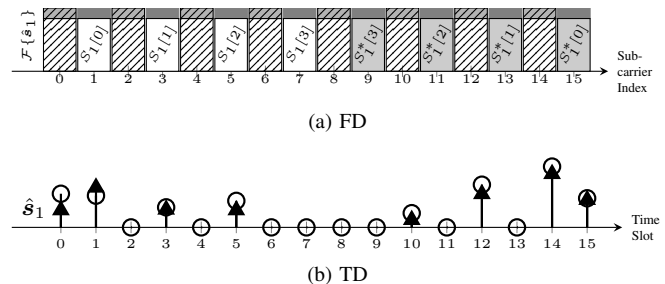 𝓕{ŝ₁}
S₁[0] S₁[1] S₁[2] S₁[3] S₁*[3] S₁*[2] S₁*[1] S₁*[0]
0 1 2 3 4 5 6 7 8 9 10 11 12 13 14 15
Sub-
carrier
Index
(a) FD
ŝ₁
0 1 2 3 4 5 6 7 8 9 10 11 12 13 14 15
Time
Slot
(b) TD